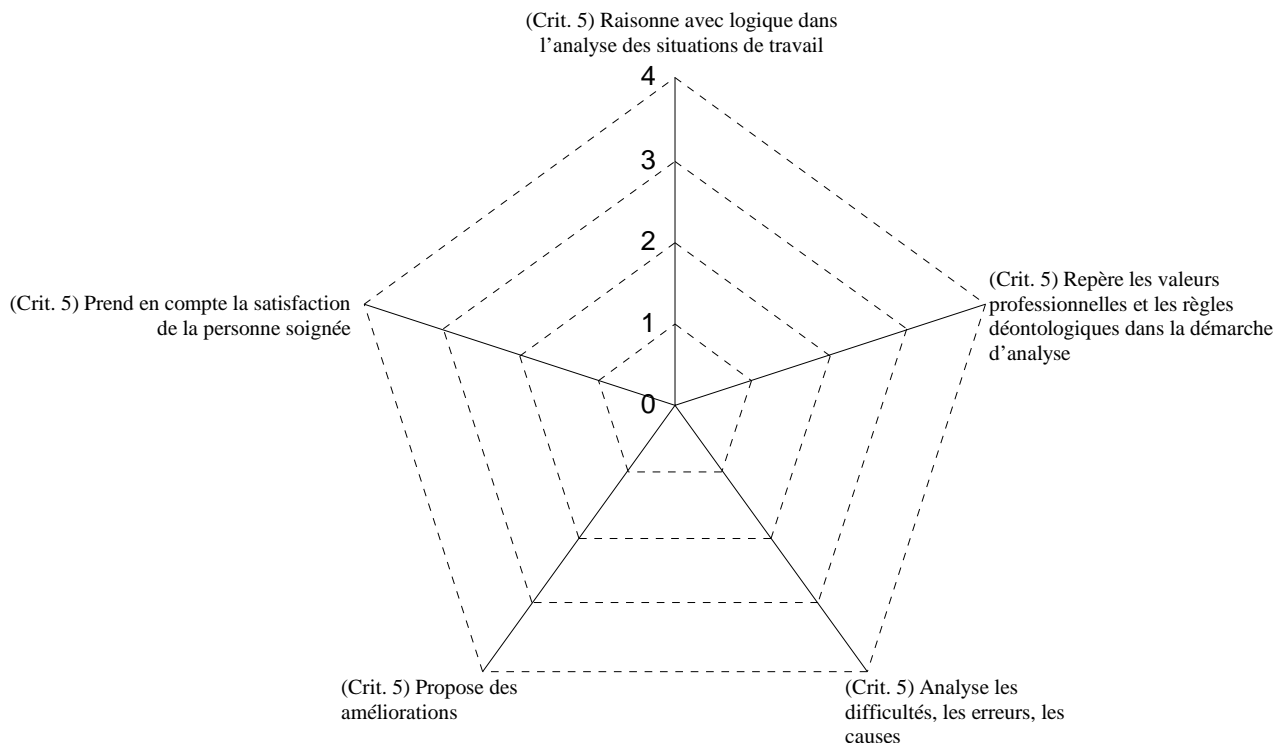 (Crit. 5) Raisonne avec logique dans
l’analyse des situations de travail
4
3
2
1
0
(Crit. 5) Repère les valeurs
professionnelles et les règles
déontologiques dans la démarche
d’analyse
(Crit. 5) Prend en compte la satisfaction
de la personne soignée
(Crit. 5) Propose des
améliorations
(Crit. 5) Analyse les
difficultés, les erreurs, les
causes